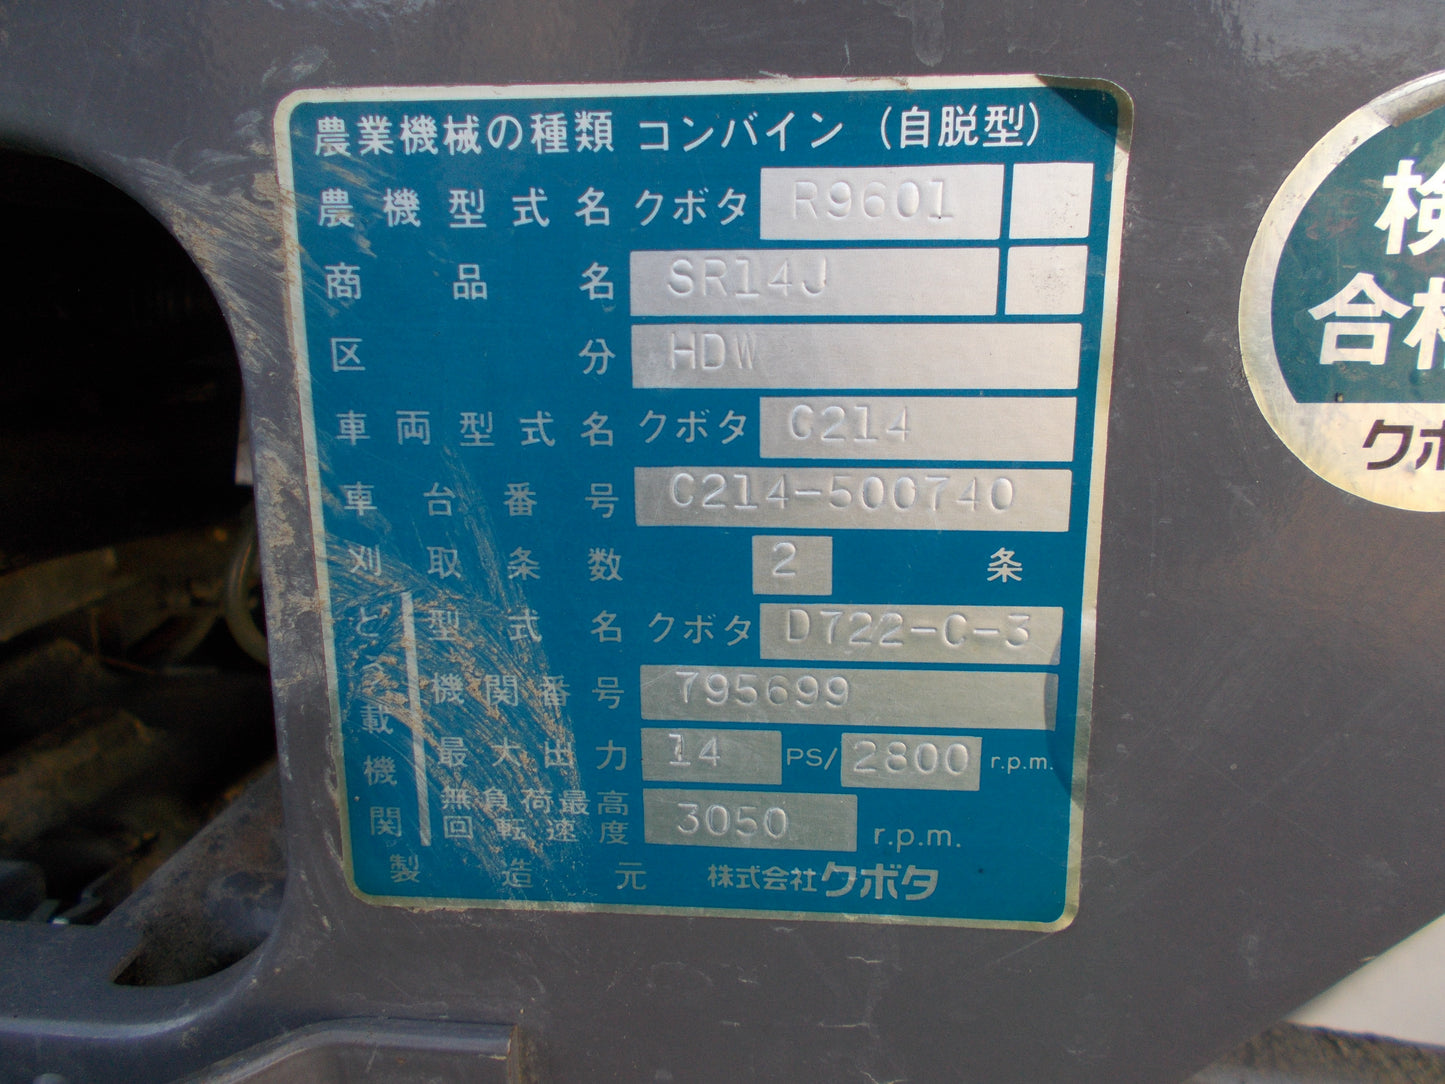 農業機械の種類 コンバイン (自脱型)
農機型式名 クボタ R9601
商品名 SR14J
区分 HDW
車両型式名 クボタ C214
車台番号 C214-500740
刈取条数 2 条
とう載機関
型式名 クボタ D722-C-3
機関番号 795699
最大出力 14 PS/ 2800 r.p.m.
無負荷最高回転速度 3050 r.p.m.
製造元 株式会社クボタ
検
合格
クボ